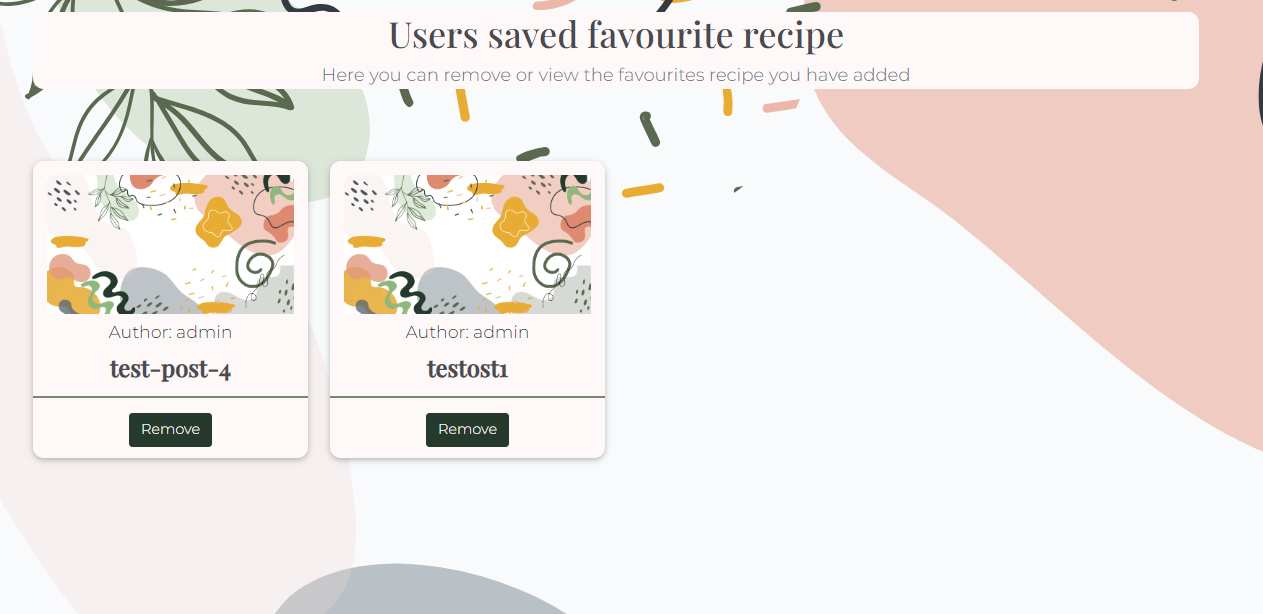 Users saved favourite recipe
Here you can remove or view the favourites recipe you have added
Author: admin
test-post-4
Remove
Author: admin
testost1
Remove